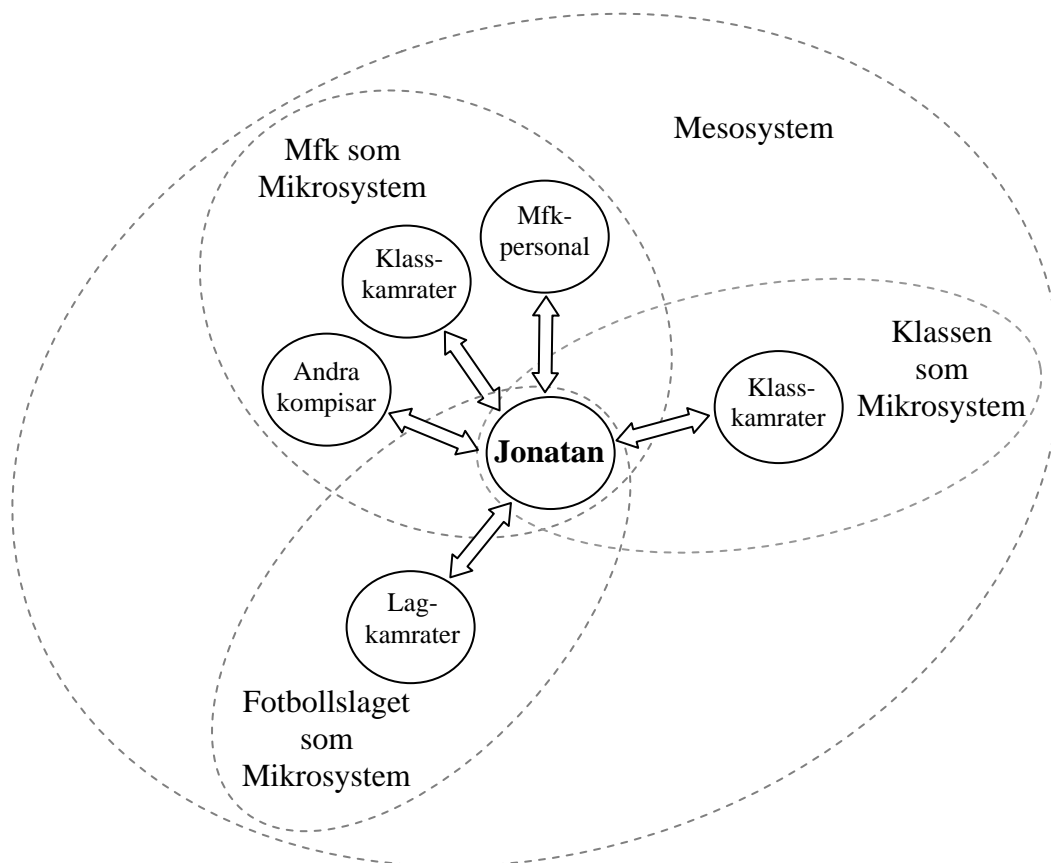 Mesosystem
Mfk som
Mikrosystem
Mfk-
personal
Klass-
kamrater
Andra
kompisar
Klassen
som
Mikrosystem
Klass-
kamrater
Jonatan
Lag-
kamrater
Fotbollslaget
som
Mikrosystem